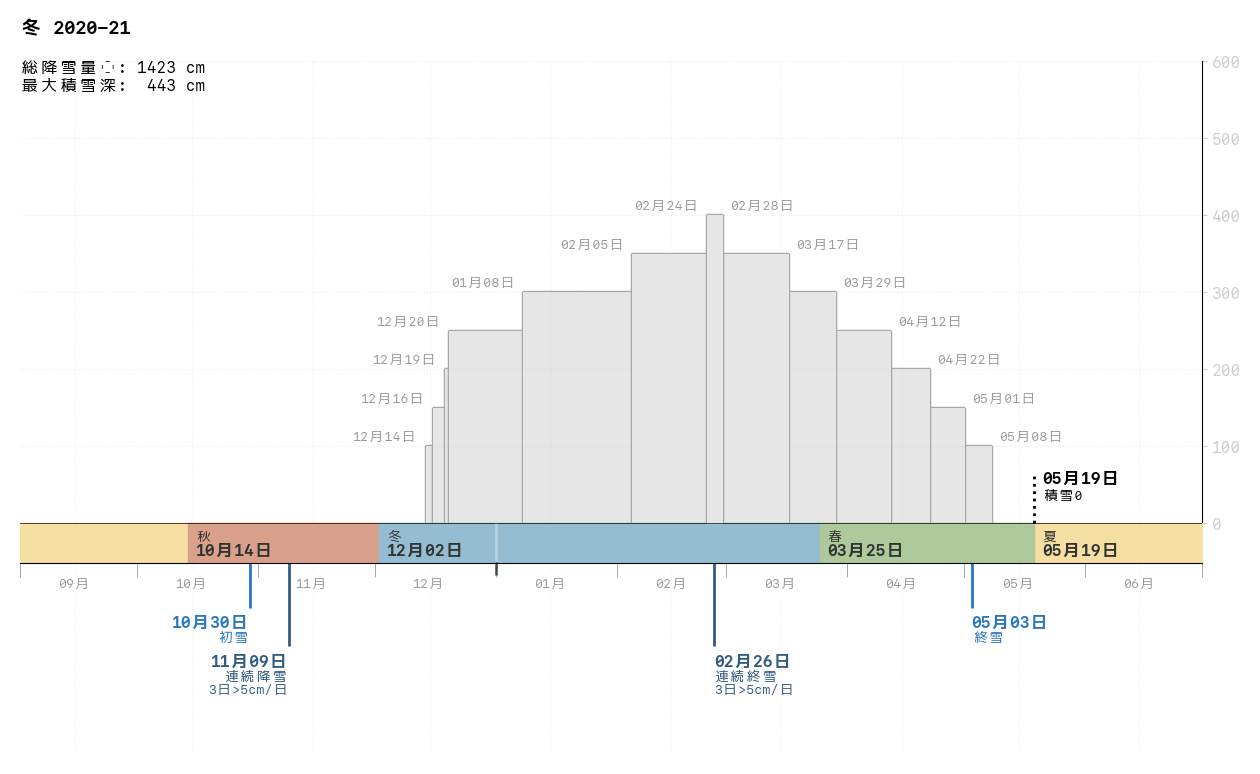 冬 2020−21
総降雪量: 1423 cm
最大積雪深: 443 cm
600
500
400
300
200
100
0
02月24日
02月28日
02月05日
03月17日
01月08日
03月29日
12月20日
04月12日
12月19日
04月22日
12月16日
05月01日
12月14日
05月08日
05月19日
積雪0
秋
10月14日
冬
12月02日
春
03月25日
夏
05月19日
09月
10月
11月
12月
01月
02月
03月
04月
05月
06月
10月30日
初雪
05月03日
終雪
11月09日
連続降雪
3日>5cm/日
02月26日
連続終雪
3日>5cm/日